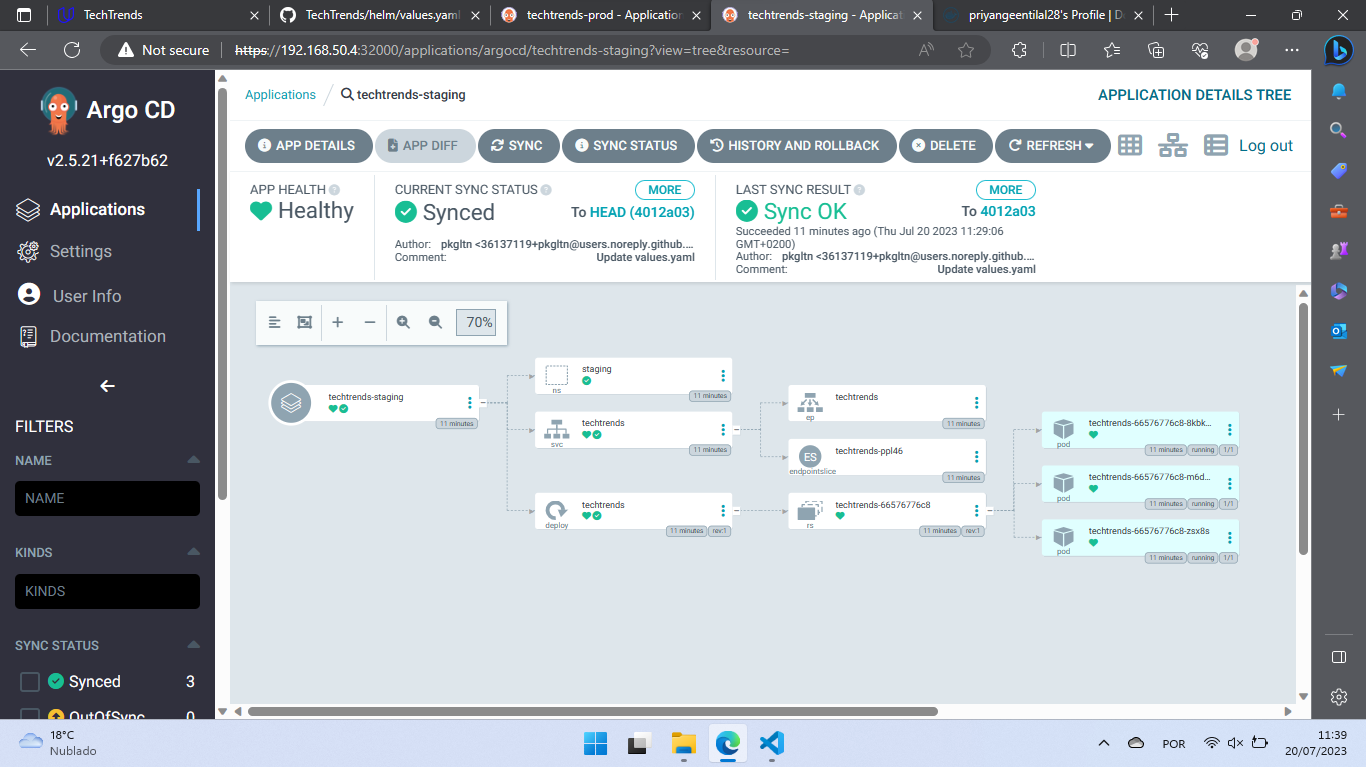 TechTrends
TechTrends/helm/values.yaml
techtrends-prod - Application
techtrends-staging - Applicat
priyangeentilal28's Profile | D
Not secure
https://192.168.50.4:32000/applications/argocd/techtrends-staging?view=tree&resource=
Argo CD
v2.5.21+f627b62
Applications
Settings
User Info
Documentation
FILTERS
NAME
NAME
KINDS
KINDS
SYNC STATUS
Synced 3
OutOfSync 0
Applications
techtrends-staging
APPLICATION DETAILS TREE
APP DETAILS
APP DIFF
SYNC
SYNC STATUS
HISTORY AND ROLLBACK
DELETE
REFRESH
Log out
APP HEALTH
Healthy
CURRENT SYNC STATUS
MORE
Synced
To HEAD (4012a03)
Author: pkgltn <36137119+pkgltn@users.noreply.github....
Comment: Update values.yaml
LAST SYNC RESULT
MORE
Sync OK
To 4012a03
Succeeded 11 minutes ago (Thu Jul 20 2023 11:29:06
GMT+0200)
Author: pkgltn <36137119+pkgltn@users.noreply.github....
Comment: Update values.yaml
70%
techtrends-staging
11 minutes
staging
ns
11 minutes
techtrends
svc
11 minutes
techtrends
deploy
11 minutes
rev:1
techtrends
ep
11 minutes
ES
techtrends-ppl46
endpointslice
11 minutes
techtrends-66576776c8
rs
11 minutes
rev:1
techtrends-66576776c8-8kbk...
pod
11 minutes
running
1/1
techtrends-66576776c8-m6d...
pod
11 minutes
running
1/1
techtrends-66576776c8-zsx8s
pod
11 minutes
running
1/1
18°C
Nublado
POR
11:39
20/07/2023